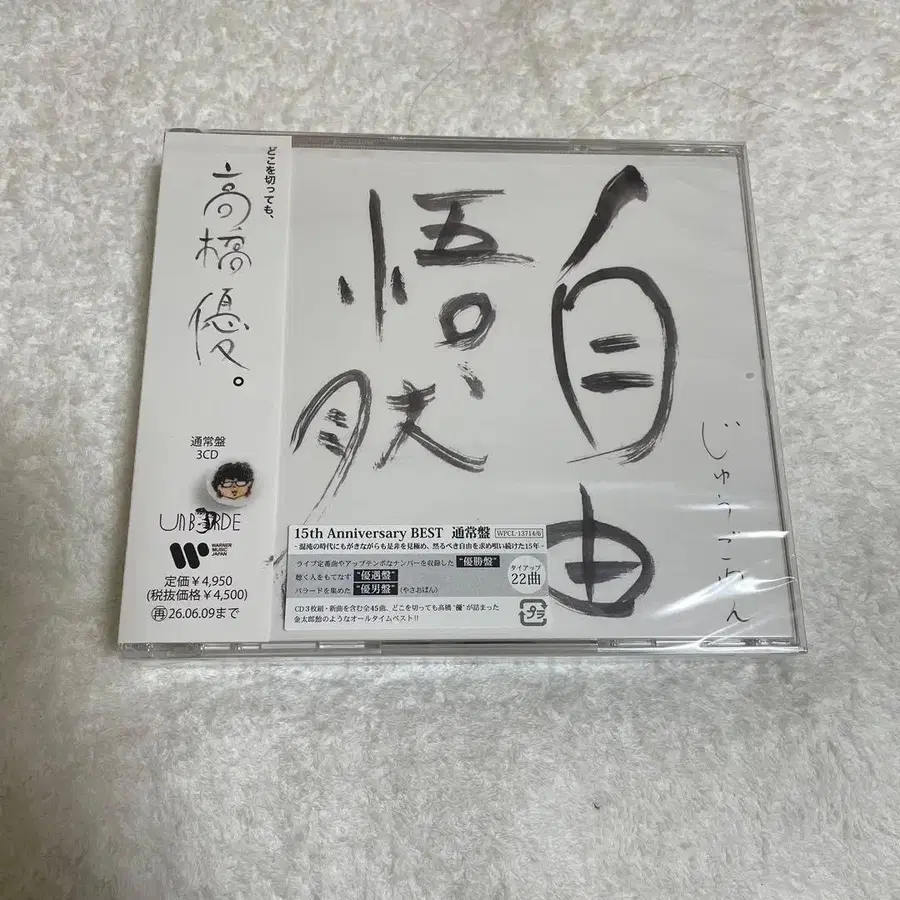 どこを切っても、
高橋優。
通常盤
3CD
UNBORDE
WARNER MUSIC JAPAN
定価¥4,950
(税抜価格¥4,500)
再26.06.09まで
自由
悟然
じゅうごねん
15th Anniversary BEST 通常盤 WPCL-13714/6
- 混沌の時代にもがきながらも是非を見極め、然るべき自由を求め唄い続けた15年 -
ライブ定番曲やアップテンポなナンバーを収録した "優勝盤"
聴く人をもてなす "優遇盤"
バラードを集めた "優男盤" (やさおばん)
タイアップ
22曲
CD3枚組・新曲を含む全45曲、どこを切っても高橋"優"が詰まった
金太郎飴のようなオールタイムベスト!!
プラ